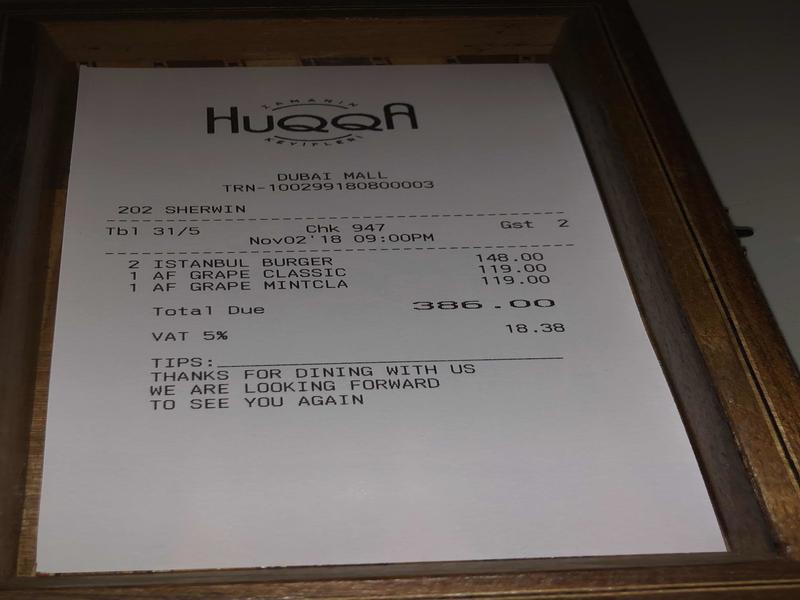 ZAMANIN
HUQQA
KEYİFLERİ
DUBAI MALL
TRN-100299180800003
202 SHERWIN
Tbl 31/5 Chk 947 Gst 2
Nov02'18 09:00PM
2 ISTANBUL BURGER 148.00
1 AF GRAPE CLASSIC 119.00
1 AF GRAPE MINTCLA 119.00
Total Due 386.00
VAT 5% 18.38
TIPS:
THANKS FOR DINING WITH US
WE ARE LOOKING FORWARD
TO SEE YOU AGAIN